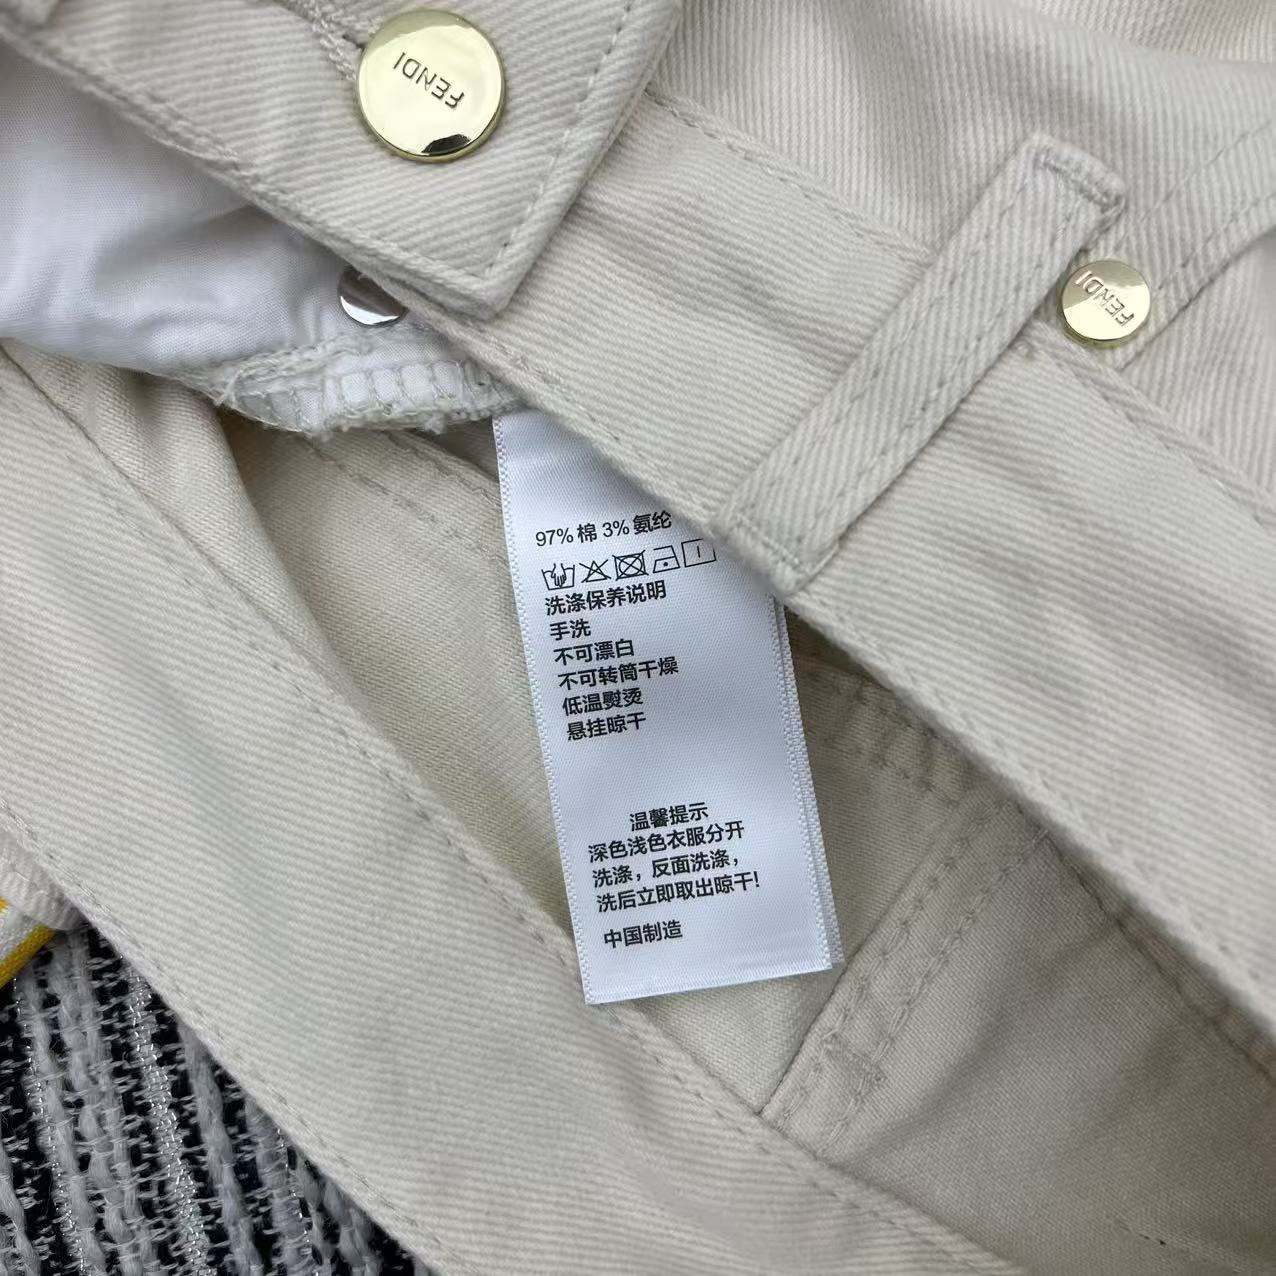 FENDI
FENDI
97% 棉 3% 氨纶
洗涤保养说明
手洗
不可漂白
不可转筒干燥
低温熨烫
悬挂晾干
温馨提示
深色浅色衣服分开
洗涤，反面洗涤，
洗后立即取出晾干!
中国制造